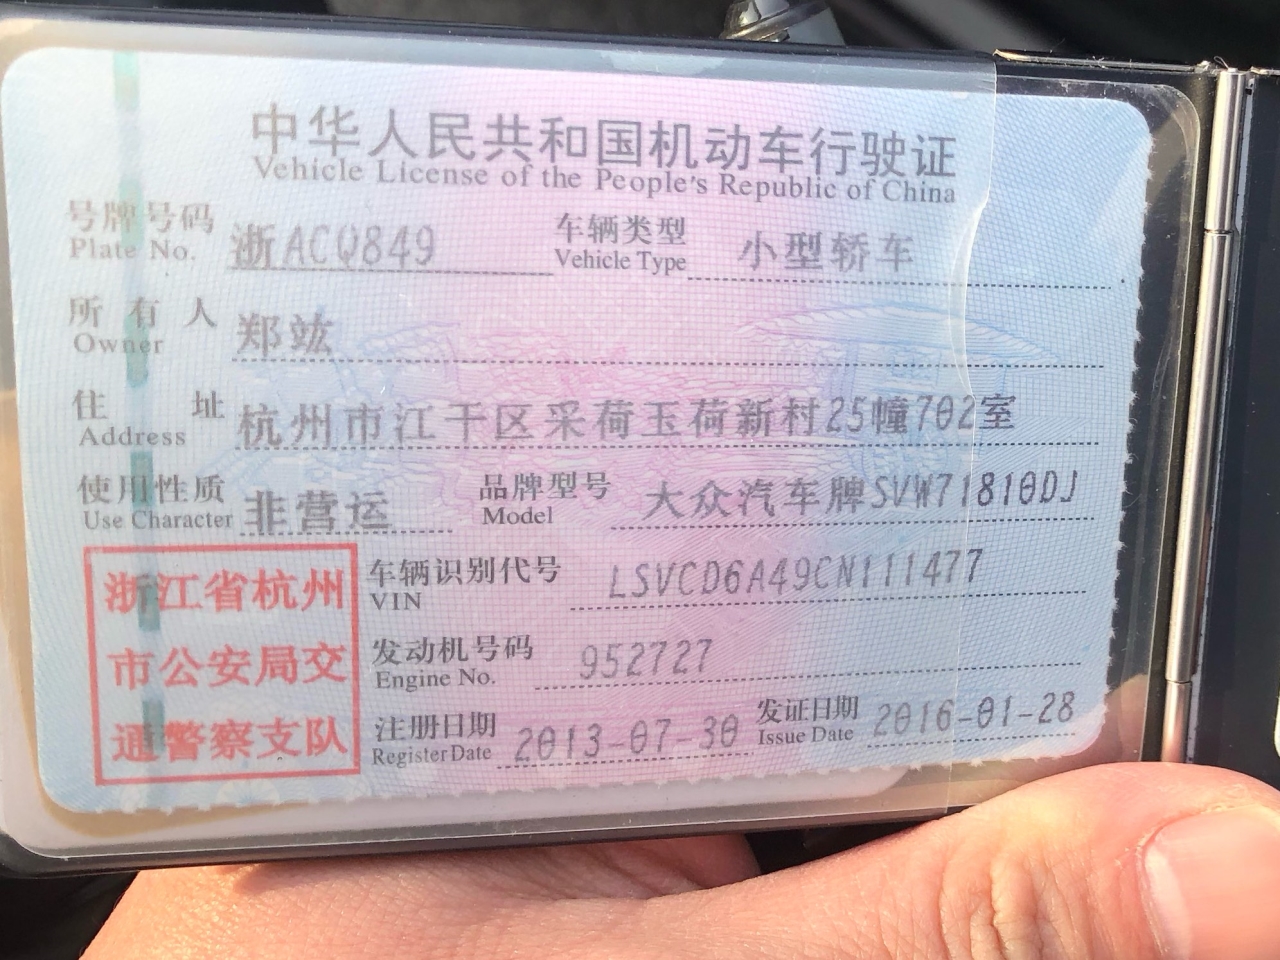 中华人民共和国机动车行驶证
Vehicle License of the People's Republic of China
号牌号码 浙ACQ849 车辆类型 小型轿车
Plate No. Vehicle Type
所有人 郑竑
Owner
住址 杭州市江干区采荷玉荷新村25幢702室
Address
使用性质 非营运 品牌型号 大众汽车牌SVW71810DJ
Use Character Model
浙江省杭州
市公安局交
通警察支队
车辆识别代号 LSVCD6A49CN111477
VIN
发动机号码 952727
Engine No.
注册日期 2013-07-30 发证日期 2016-01-28
Register Date Issue Date